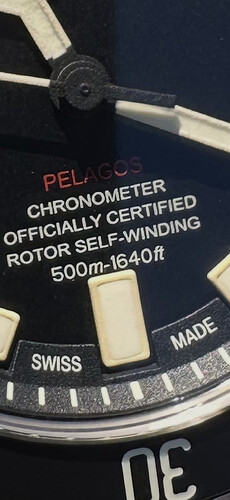 PELAGOS
CHRONOMETER
OFFICIALLY CERTIFIED
ROTOR SELF-WINDING
500m-1640ft
SWISS MADE
30